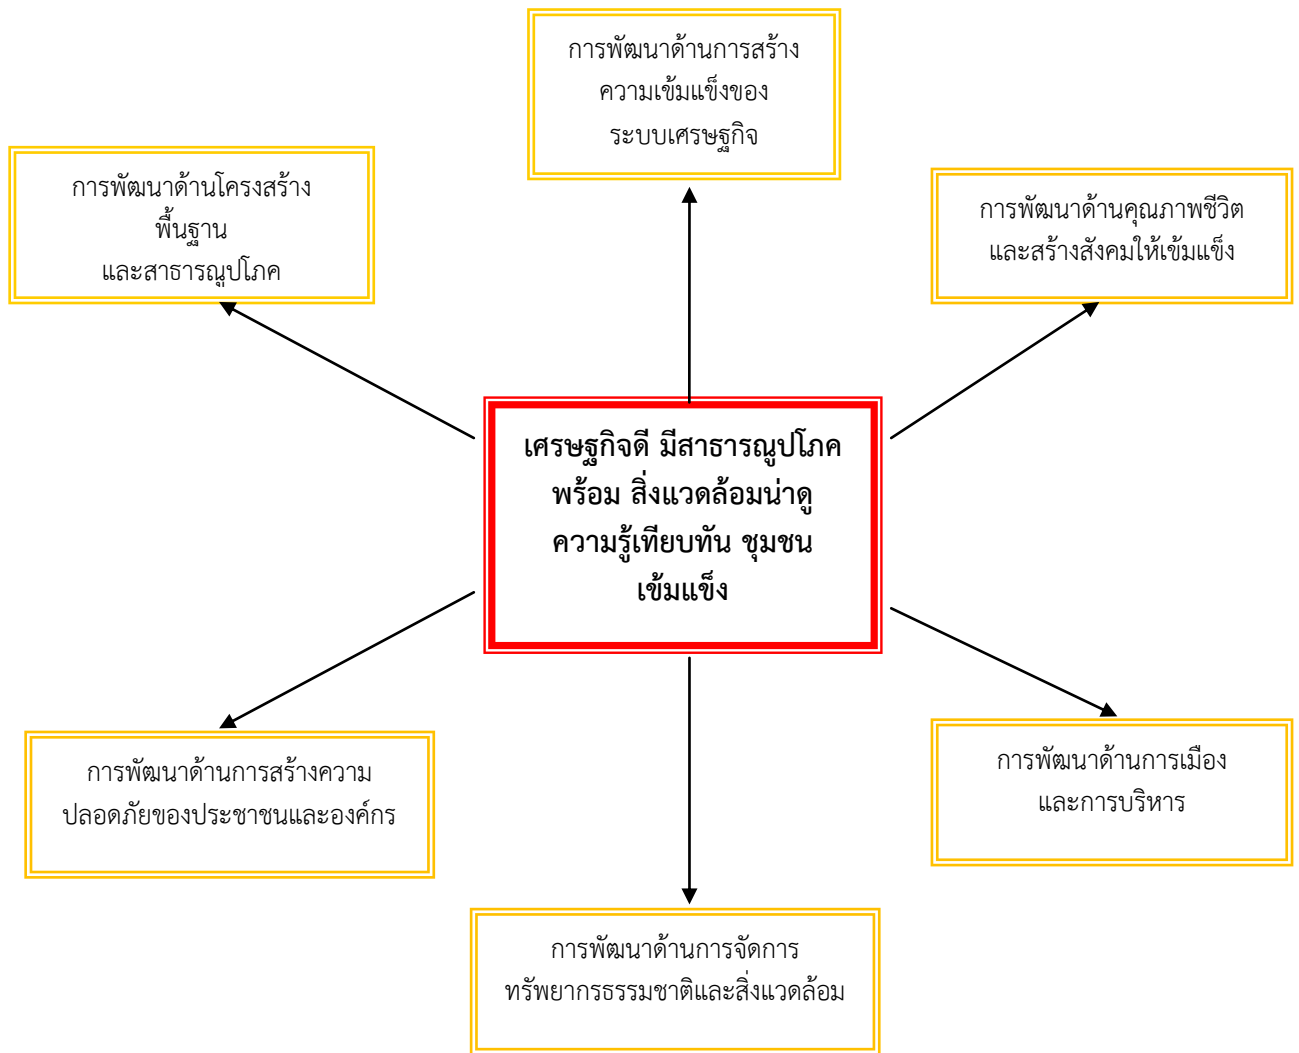 การพัฒนาด้านการสร้าง
ความเข้มแข็งของ
ระบบเศรษฐกิจ
การพัฒนาด้านโครงสร้าง
พื้นฐาน
และสาธารณูปโภค
การพัฒนาด้านคุณภาพชีวิต
และสร้างสังคมให้เข้มแข็ง
เศรษฐกิจดี มีสาธารณูปโภค
พร้อม สิ่งแวดล้อมน่าดู
ความรู้เทียบทัน ชุมชน
เข้มแข็ง
การพัฒนาด้านการสร้างความ
ปลอดภัยของประชาชนและองค์กร
การพัฒนาด้านการเมือง
และการบริหาร
การพัฒนาด้านการจัดการ
ทรัพยากรธรรมชาติและสิ่งแวดล้อม